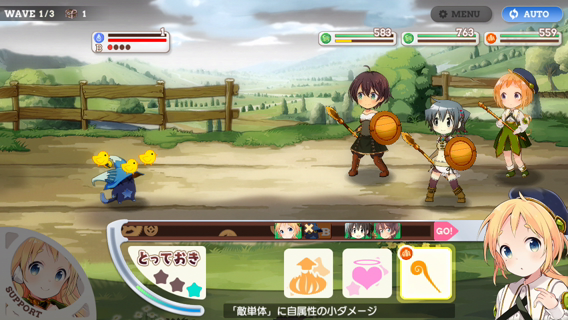 WAVE 1/3 1
MENU
AUTO
1
B
583
763
559
B
GO!
とっておき
SUPPORT
「敵単体」に自属性の小ダメージ